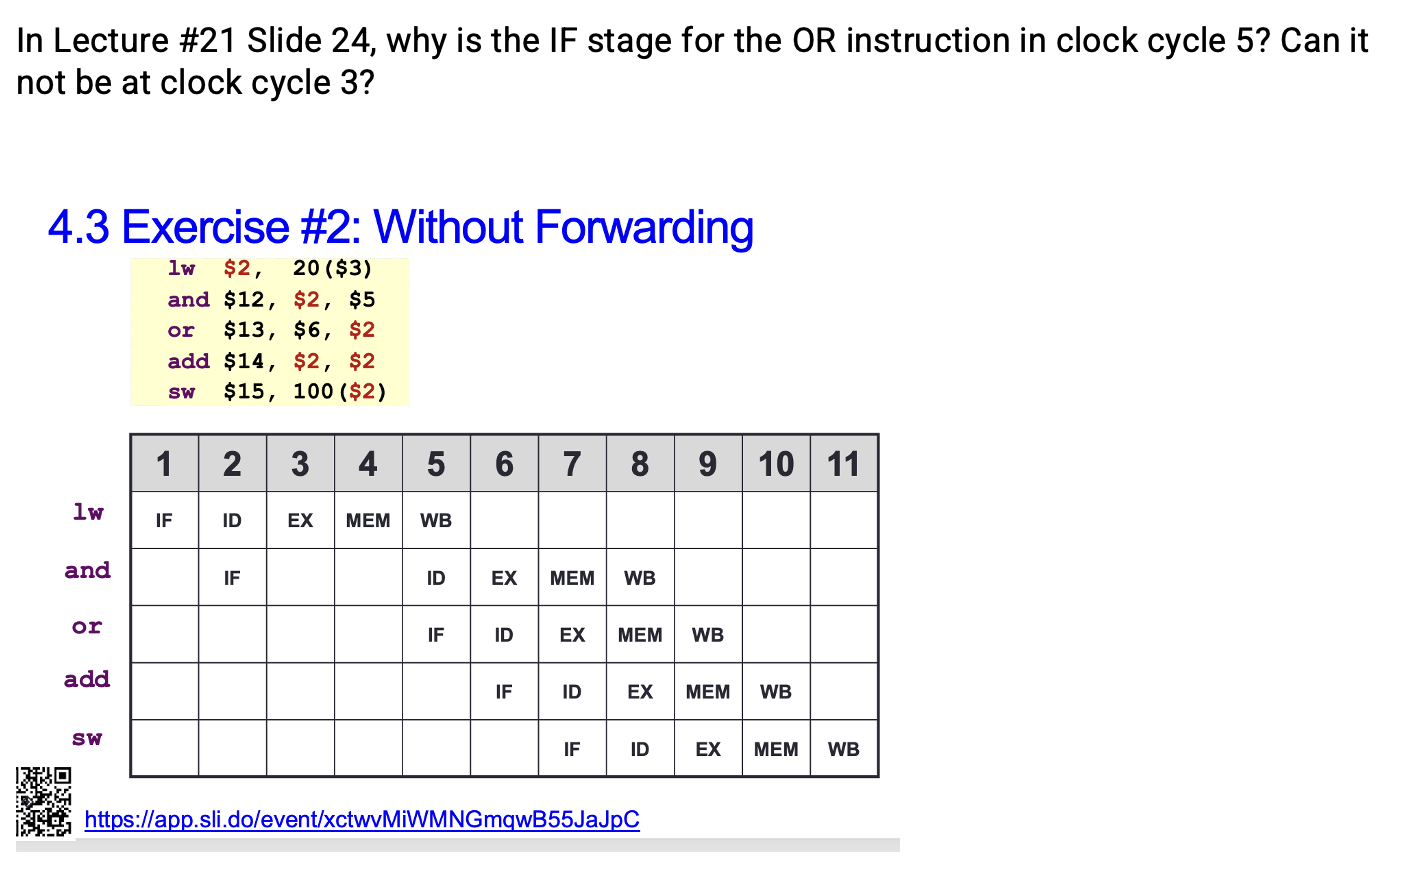 In Lecture #21 Slide 24, why is the IF stage for the OR instruction in clock cycle 5? Can it
not be at clock cycle 3?
4.3 Exercise #2: Without Forwarding
lw $2, 20($3)
and $12, $2, $5
or $13, $6, $2
add $14, $2, $2
sw $15, 100($2)
1 2 3 4 5 6 7 8 9 10 11
lw IF ID EX MEM WB
and IF ID EX MEM WB
or IF ID EX MEM WB
add IF ID EX MEM WB
sw IF ID EX MEM WB
https://app.sli.do/event/xctwvMiWMNGmqwB55JaJpC